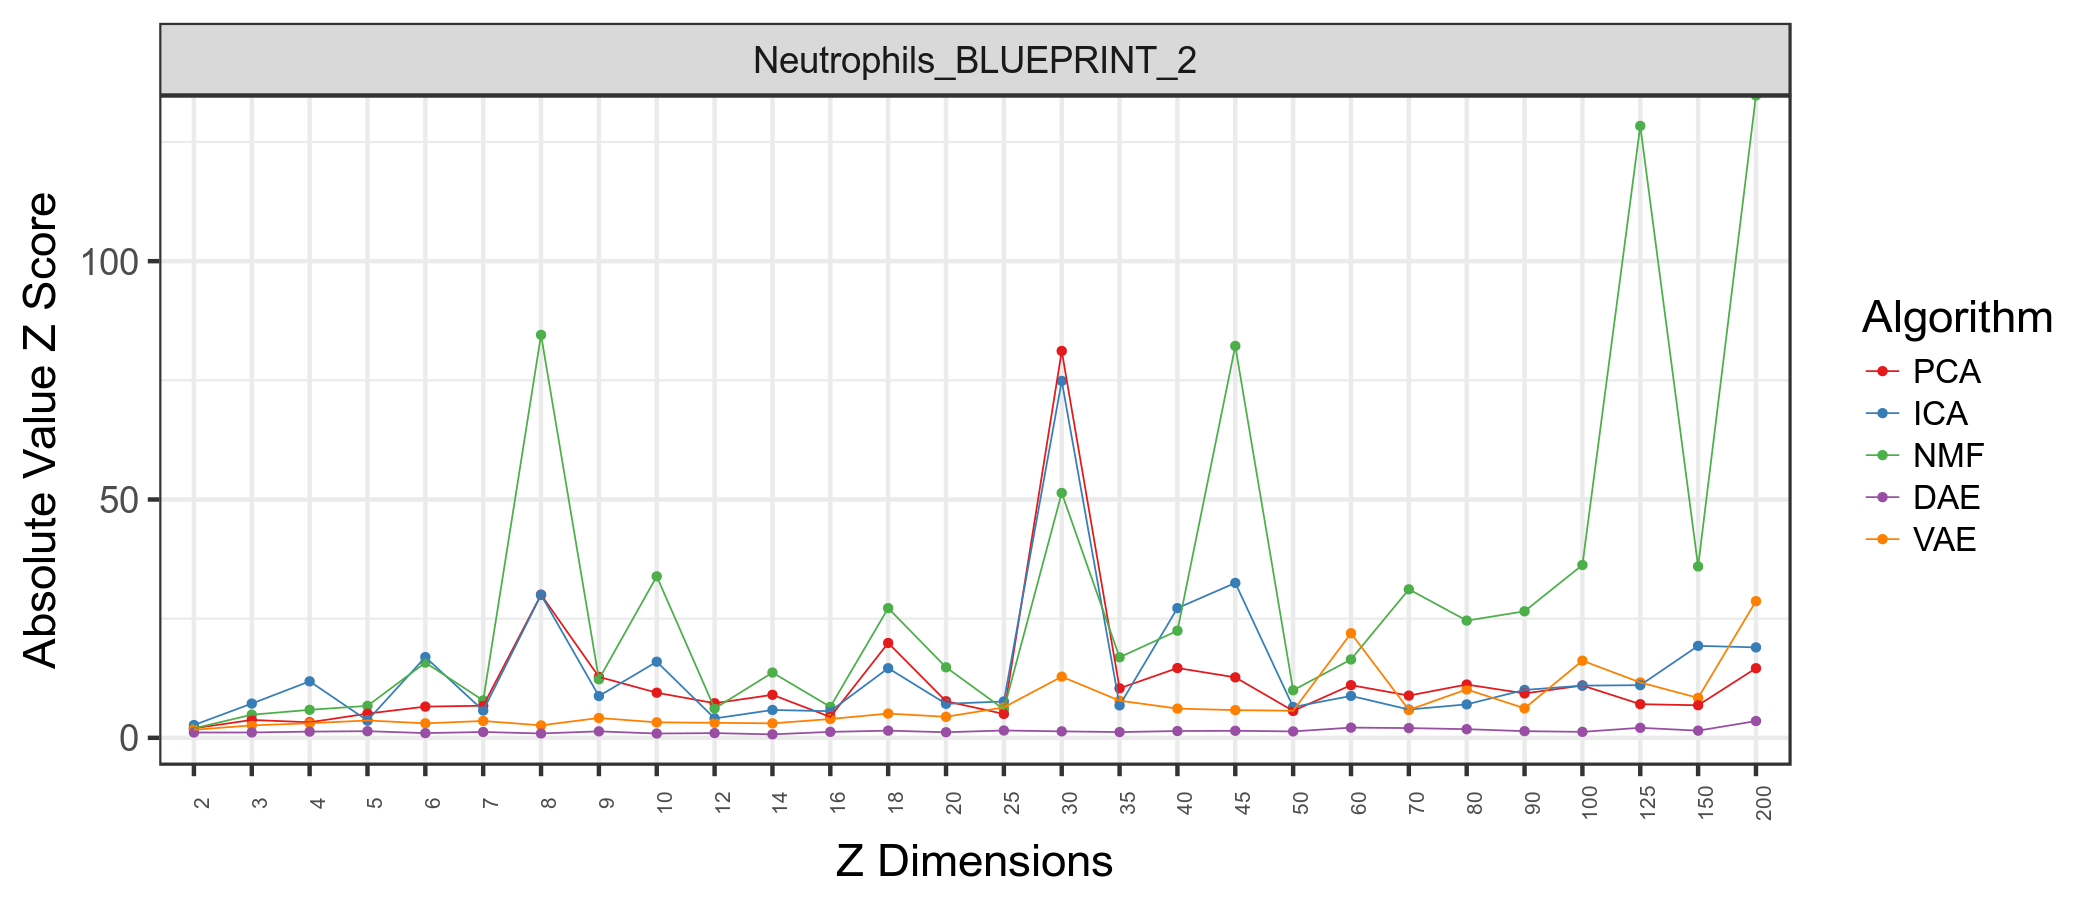 Neutrophils_BLUEPRINT_2
Absolute Value Z Score
100
50
0
2 3 4 5 6 7 8 9 10 12 14 16 18 20 25 30 35 40 45 50 60 70 80 90 100 125 150 200
Z Dimensions
Algorithm
PCA
ICA
NMF
DAE
VAE